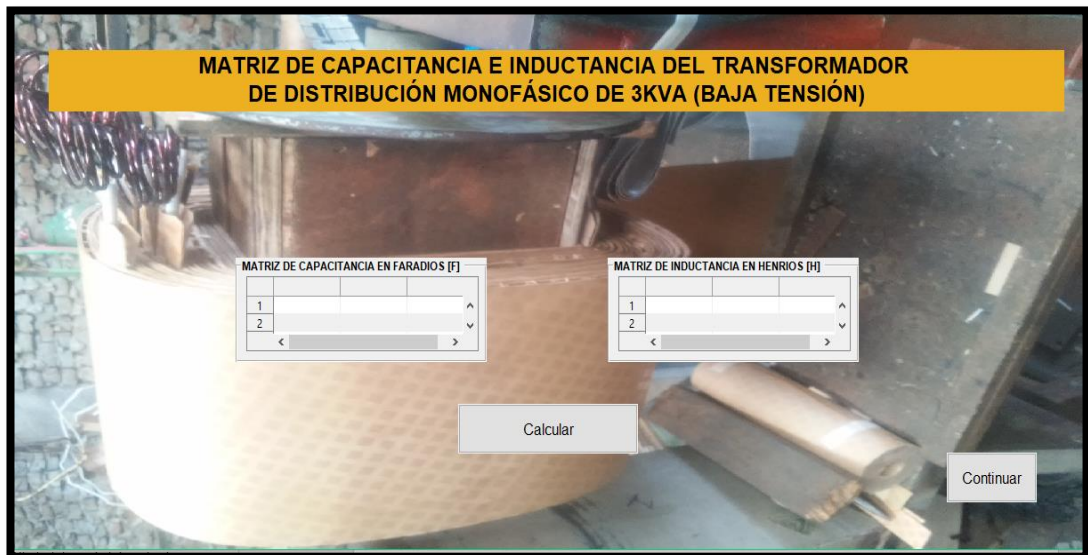 MATRIZ DE CAPACITANCIA E INDUCTANCIA DEL TRANSFORMADOR
DE DISTRIBUCIÓN MONOFÁSICO DE 3KVA (BAJA TENSIÓN)
MATRIZ DE CAPACITANCIA EN FARADIOS [F]
1
2
MATRIZ DE INDUCTANCIA EN HENRIOS [H]
1
2
Calcular
Continuar